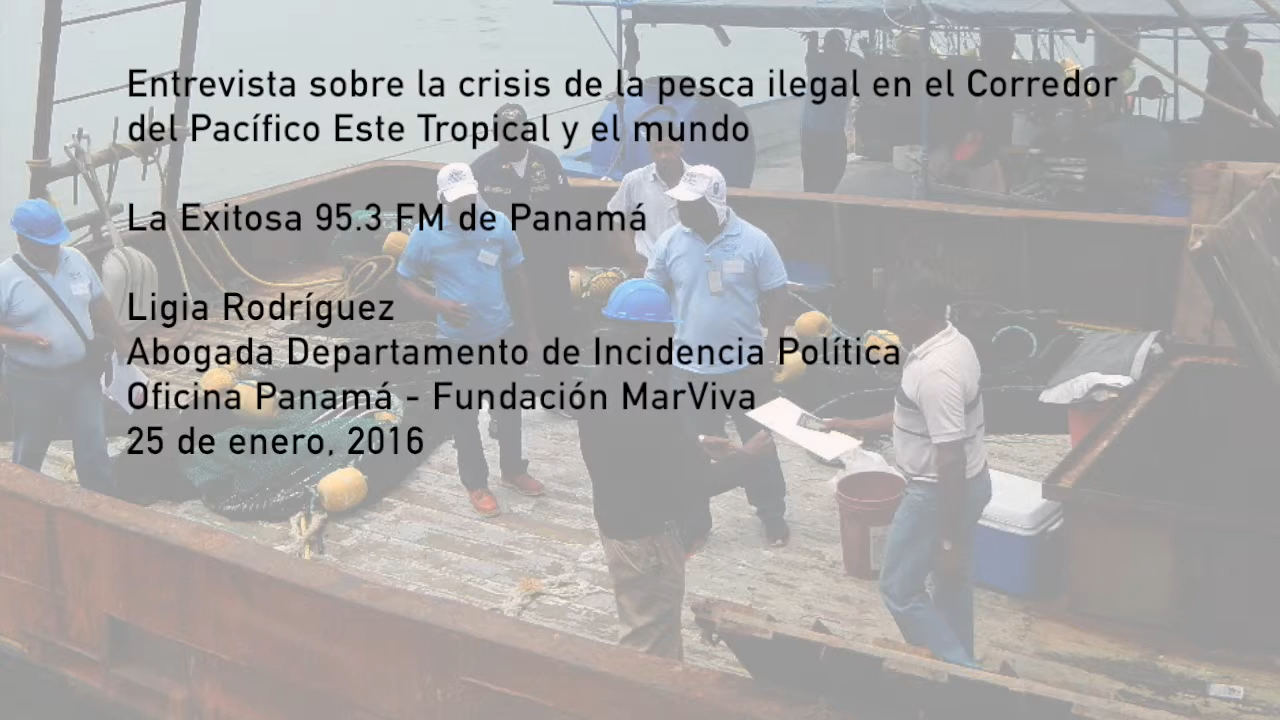 Entrevista sobre la crisis de la pesca ilegal en el Corredor
del Pacífico Este Tropical y el mundo
La Exitosa 95.3 FM de Panamá
Ligia Rodríguez
Abogada Departamento de Incidencia Política
Oficina Panamá - Fundación MarViva
25 de enero, 2016